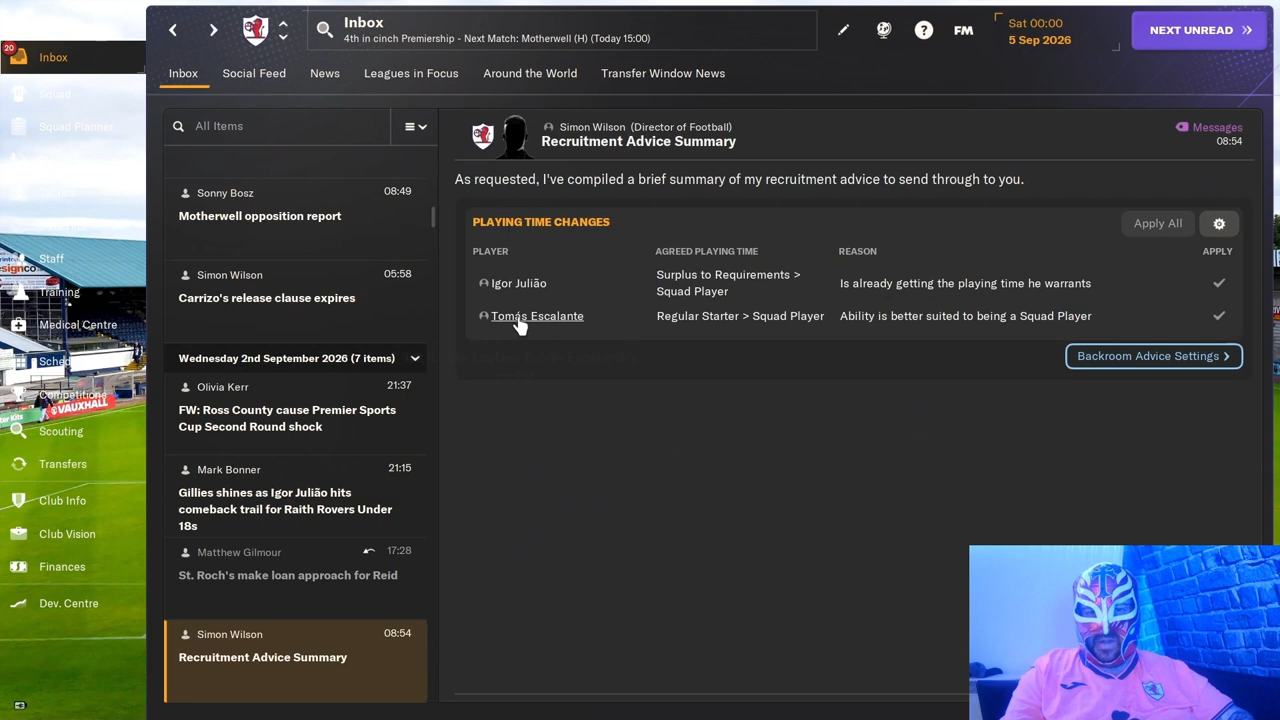 Inbox
4th in cinch Premiership - Next Match: Motherwell (H) (Today 15:00)
FM
Sat 00:00
5 Sep 2026
NEXT UNREAD
20
Inbox
Squad
Squad Planner
Staff
Training
Medical Centre
Sched
Competitions
Scouting
Transfers
Club Info
Club Vision
Finances
Dev. Centre
VAUXHALL
Inbox
Social Feed
News
Leagues in Focus
Around the World
Transfer Window News
All Items
Sonny Bosz 08:49
Motherwell opposition report
Simon Wilson 05:58
Carrizo's release clause expires
Wednesday 2nd September 2026 (7 items)
Olivia Kerr 21:37
FW: Ross County cause Premier Sports
Cup Second Round shock
Mark Bonner 21:15
Gillies shines as Igor Julião hits
comeback trail for Raith Rovers Under
18s
Matthew Gilmour 17:28
St. Roch's make loan approach for Reid
Simon Wilson 08:54
Recruitment Advice Summary
Simon Wilson (Director of Football)
Recruitment Advice Summary
Messages
08:54
As requested, I've compiled a brief summary of my recruitment advice to send through to you.
PLAYING TIME CHANGES
Apply All
PLAYER AGREED PLAYING TIME REASON APPLY
Igor Julião Surplus to Requirements > Squad Player Is already getting the playing time he warrants
Tomás Escalante Regular Starter > Squad Player Ability is better suited to being a Squad Player
Backroom Advice Settings >